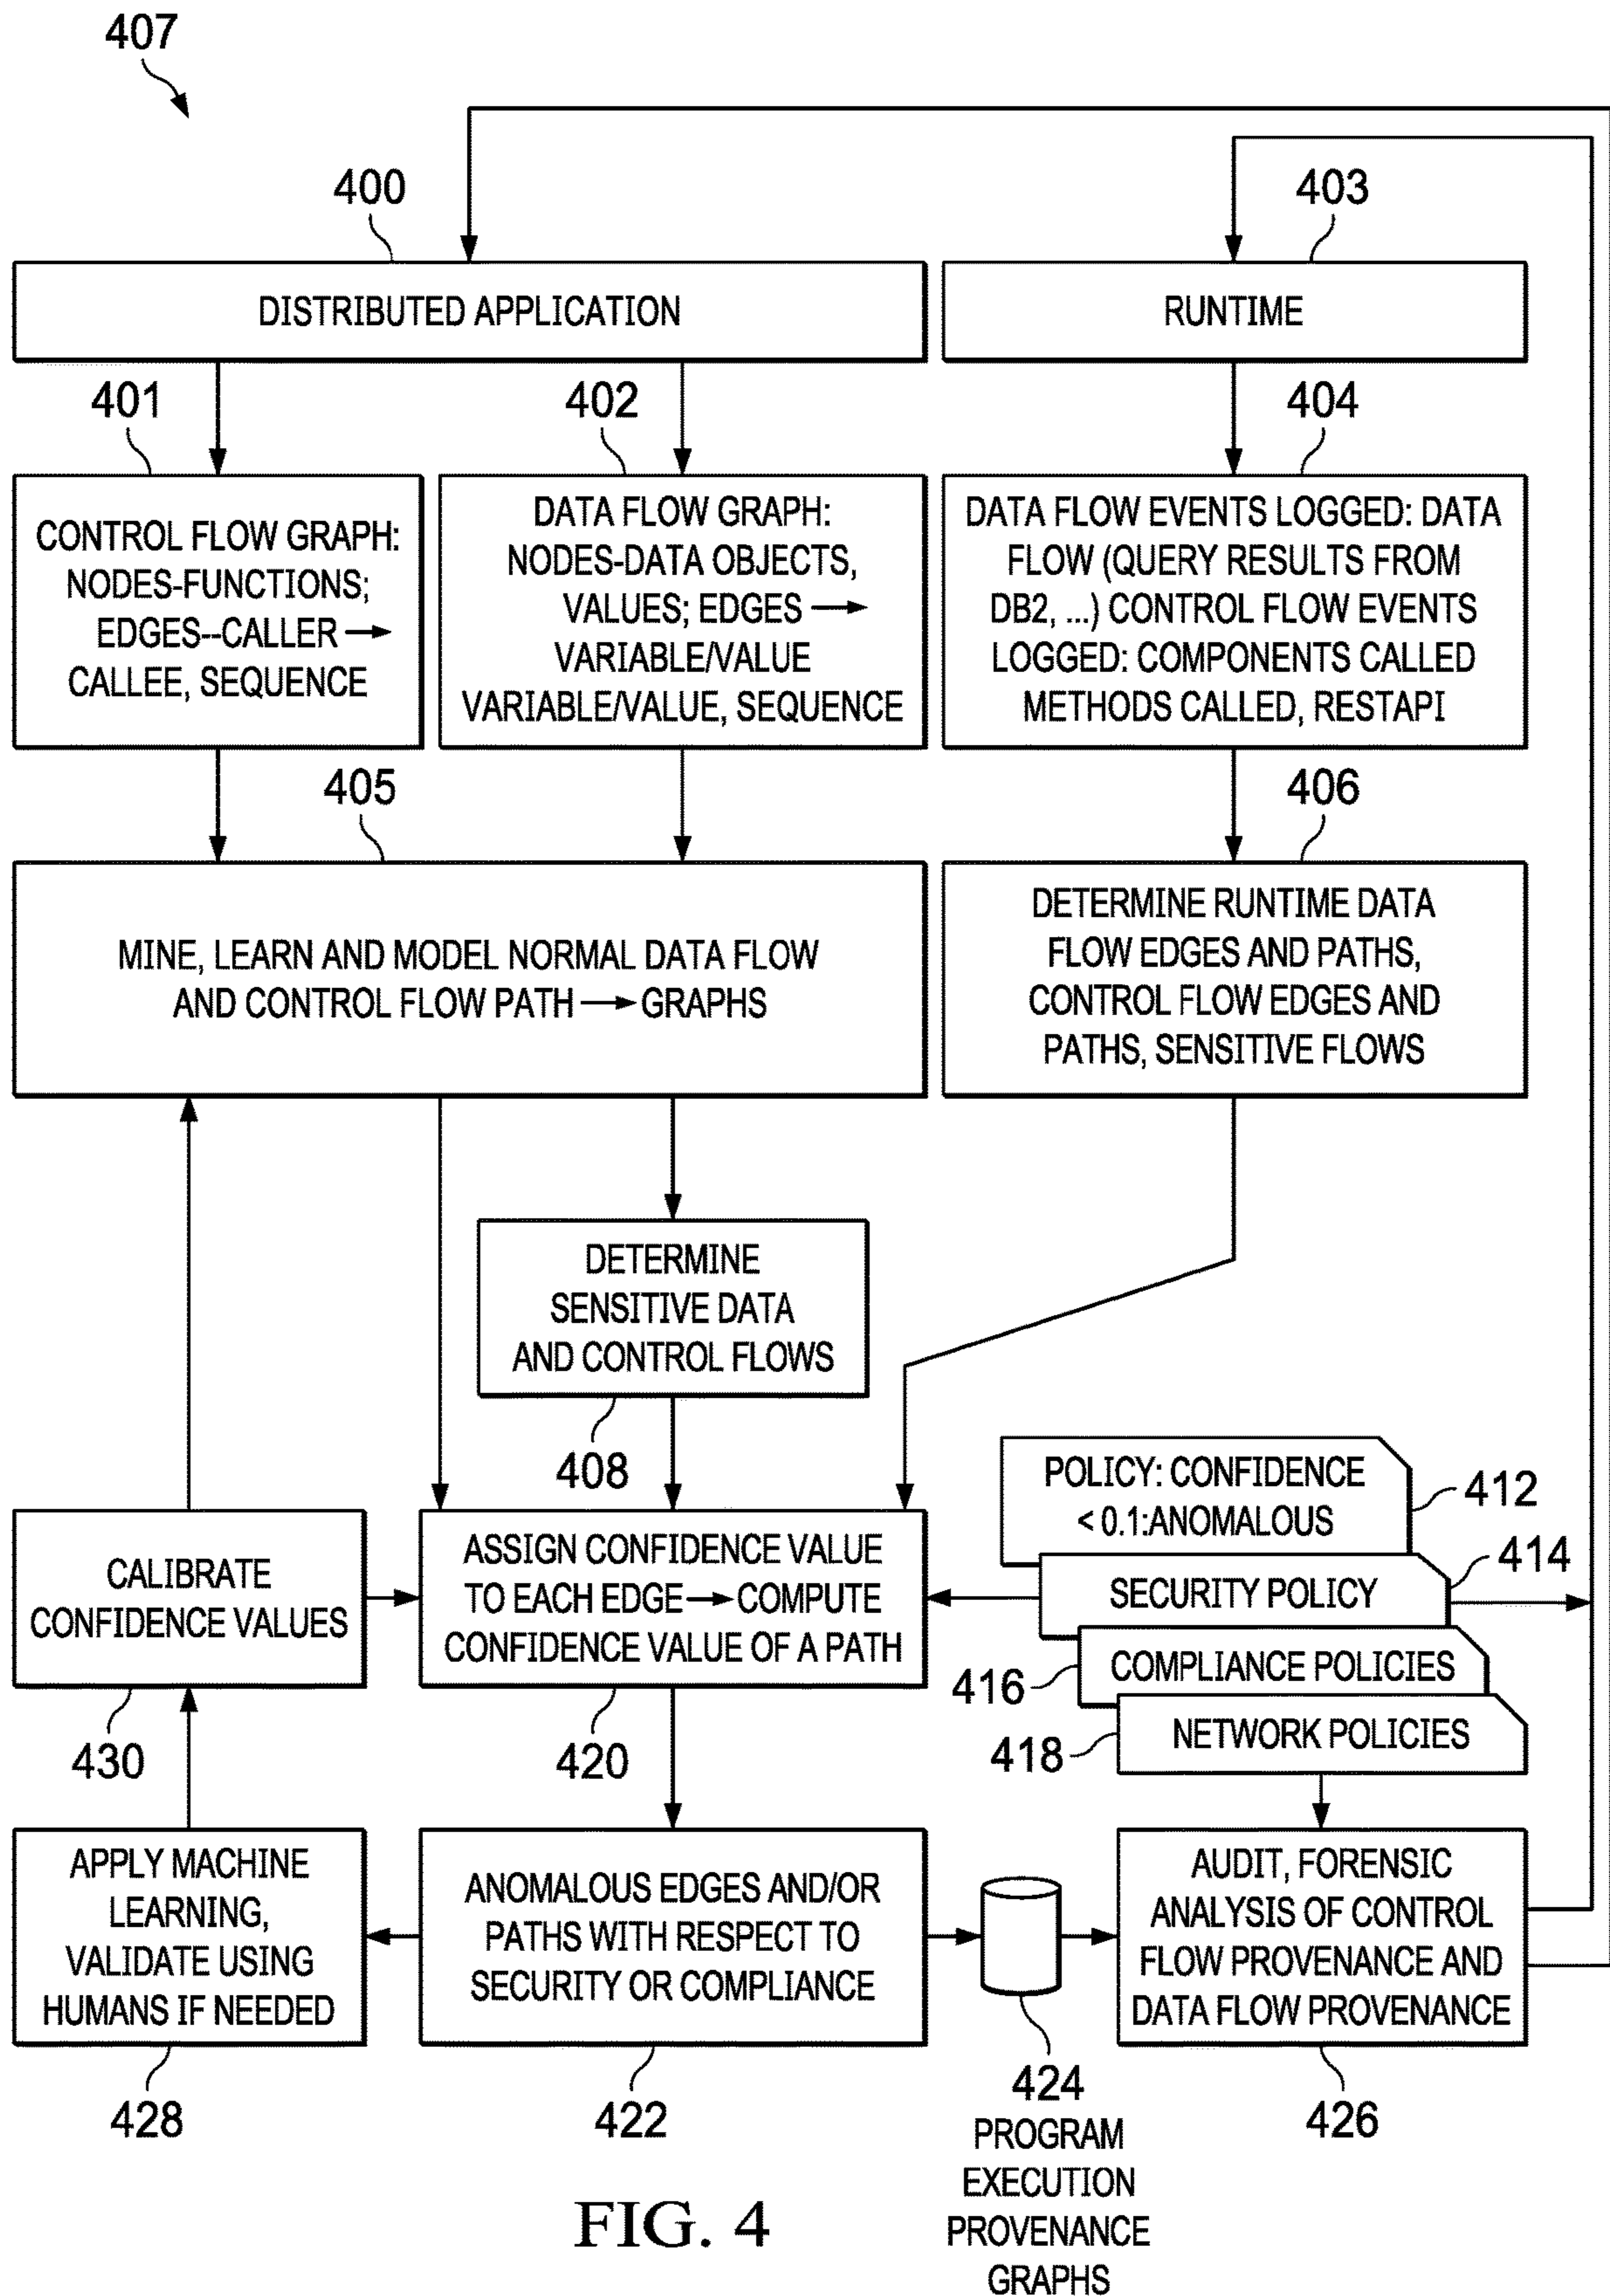 407
400
403
DISTRIBUTED APPLICATION
RUNTIME
401
402
404
CONTROL FLOW GRAPH:
NODES-FUNCTIONS;
EDGES--CALLER →
CALLEE, SEQUENCE
DATA FLOW GRAPH:
NODES-DATA OBJECTS,
VALUES; EDGES →
VARIABLE/VALUE
VARIABLE/VALUE, SEQUENCE
DATA FLOW EVENTS LOGGED: DATA
FLOW (QUERY RESULTS FROM
DB2, ...) CONTROL FLOW EVENTS
LOGGED: COMPONENTS CALLED
METHODS CALLED, RESTAPI
405
406
MINE, LEARN AND MODEL NORMAL DATA FLOW
AND CONTROL FLOW PATH → GRAPHS
DETERMINE RUNTIME DATA
FLOW EDGES AND PATHS,
CONTROL FLOW EDGES AND
PATHS, SENSITIVE FLOWS
DETERMINE
SENSITIVE DATA
AND CONTROL FLOWS
408
POLICY: CONFIDENCE
< 0.1:ANOMALOUS
412
CALIBRATE
CONFIDENCE VALUES
ASSIGN CONFIDENCE VALUE
TO EACH EDGE → COMPUTE
CONFIDENCE VALUE OF A PATH
SECURITY POLICY
414
COMPLIANCE POLICIES
416
NETWORK POLICIES
418
430
420
APPLY MACHINE
LEARNING,
VALIDATE USING
HUMANS IF NEEDED
ANOMALOUS EDGES AND/OR
PATHS WITH RESPECT TO
SECURITY OR COMPLIANCE
AUDIT, FORENSIC
ANALYSIS OF CONTROL
FLOW PROVENANCE AND
DATA FLOW PROVENANCE
428
422
424
PROGRAM
EXECUTION
PROVENANCE
GRAPHS
426
FIG. 4